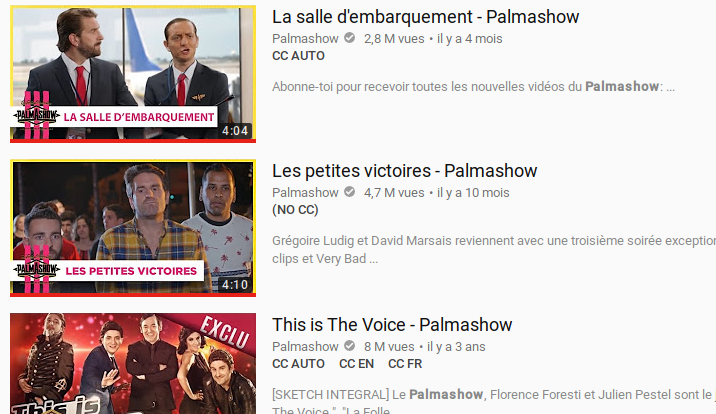 La salle d'embarquement - Palmashow
Palmashow 2,8 M vues • il y a 4 mois
CC AUTO
Abonne-toi pour recevoir toutes les nouvelles vidéos du Palmashow: ...
PALMASHOW
LA SALLE D'EMBARQUEMENT
4:04
Les petites victoires - Palmashow
Palmashow 4,7 M vues • il y a 10 mois
(NO CC)
Grégoire Ludig et David Marsais reviennent avec une troisième soirée
clips et Very Bad ...
PALMASHOW
LES PETITES VICTOIRES
4:10
This is The Voice - Palmashow
Palmashow 8 M vues • il y a 3 ans
CC AUTO CC EN CC FR
[SKETCH INTEGRAL] Le Palmashow, Florence Foresti et Julien Pestel sont le
The Voice ", "La Folle
EXCLU
This is